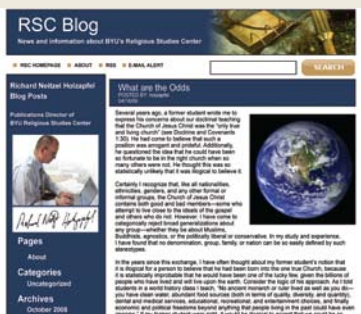 RSC Blog
News and information about BYU's Religious Studies Center
RSC HOMEPAGE
ABOUT
RSS
E-MAIL ALERT
SEARCH
Richard Neitzel Holzapfel
Blog Posts
Publications Director of
BYU Religious Studies Center
Richard Neitzel Holzapfel
Pages
About
Categories
Uncategorized
Archives
October 2008
What are the Odds
POSTED BY: holzapfel
Several years ago, a former student wrote me to
express his concerns about our doctrinal teaching
that the Church of Jesus Christ was the "only true
and living church" (see Doctrine and Covenants
1:30). He had come to believe that such a
position was arrogant and prideful. Additionally,
he questioned the idea that he could have been
so fortunate to be in the right church when so
many others were not. He thought this was so
statistically unlikely that it was illogical to believe it.
Certainly I recognize that, like all nationalities,
ethnicities, genders, and any other formal or
informal groups, the Church of Jesus Christ
contains both good and bad members—some who
attempt to live close to the ideals of the gospel
and others who do not. However, I have come to
categorically reject broad generalizations about
any group—whether they be about Muslims,
Buddhists, agnostics, or the politically liberal or conservative. In my study and experience,
I have found that no denomination, group, family, or nation can be so easily defined by such
stereotypes.
In the years since this exchange, I have often thought about my former student's notion that
it is illogical for a person to believe that he had been born into the one true Church, because
it is statistically improbable that he would have been one of the lucky few, given the billions of
people who have lived and will live upon the earth. Consider the logic of his approach. As I told
students in a world history class I teach, "No ancient monarch or ruler lived as well as you do—
you have clean water, abundant food sources (both in terms of quality, diversity, and quantity),
dental and medical services, educational, recreational, and entertainment choices, and finally
economic and political freedoms beyond anything that people living in the past could have even